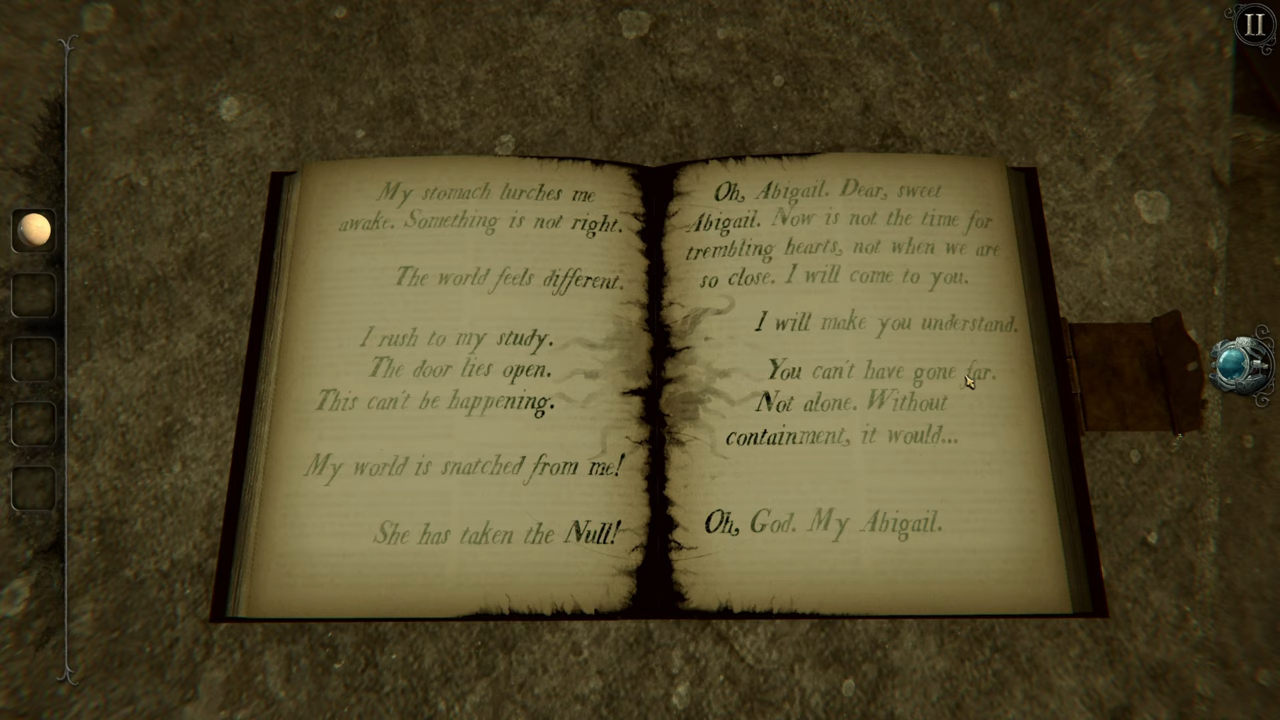 My stomach lurches me
awake. Something is not right.
The world feels different.
I rush to my study.
The door lies open.
This can't be happening.
My world is snatched from me!
She has taken the Null!
Oh, Abigail. Dear, sweet
Abigail. Now is not the time for
trembling hearts, not when we are
so close. I will come to you.
I will make you understand.
You can't have gone far.
Not alone. Without
containment, it would...
Oh, God. My Abigail.